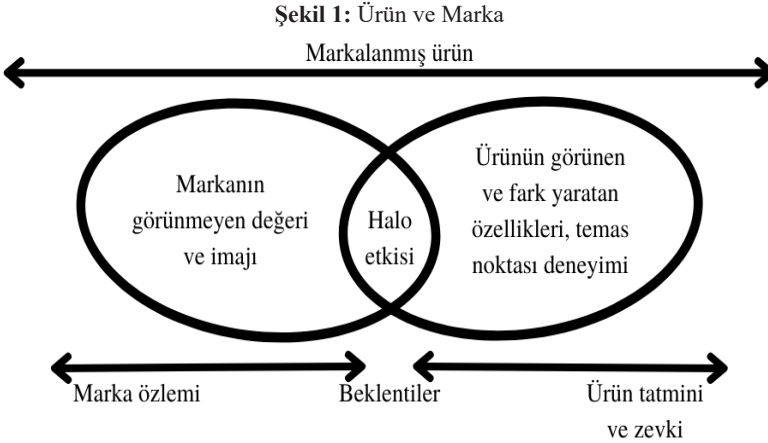 Şekil 1: Ürün ve Marka
Markalanmış ürün
Markanın
görünmeyen değeri
ve imajı
Halo
etkisi
Ürünün görünen
ve fark yaratan
özellikleri, temas
noktası deneyimi
Marka özlemi
Beklentiler
Ürün tatmini
ve zevki